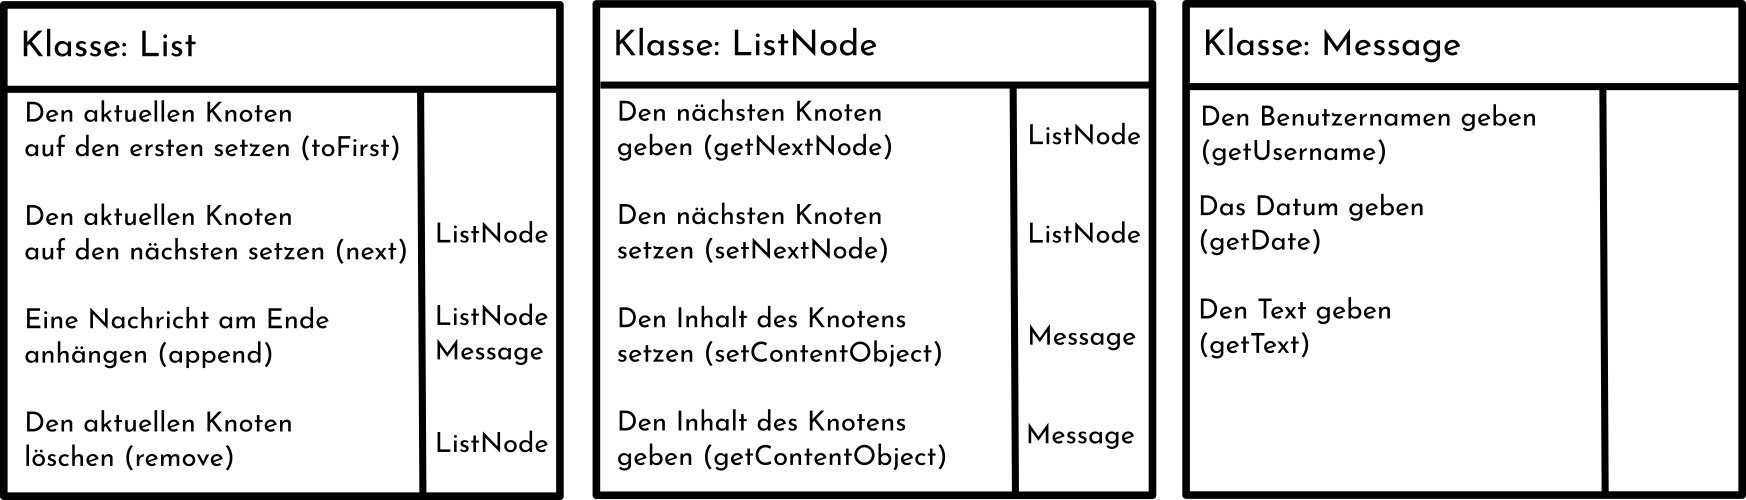 Klasse: List
Den aktuellen Knoten
auf den ersten setzen (toFirst)
Den aktuellen Knoten
auf den nächsten setzen (next)
ListNode
Eine Nachricht am Ende
anhängen (append)
ListNode
Message
Den aktuellen Knoten
löschen (remove)
ListNode
Klasse: ListNode
Den nächsten Knoten
geben (getNextNode)
ListNode
Den nächsten Knoten
setzen (setNextNode)
ListNode
Den Inhalt des Knotens
setzen (setContentObject)
Message
Den Inhalt des Knotens
geben (getContentObject)
Message
Klasse: Message
Den Benutzernamen geben
(getUsername)
Das Datum geben
(getDate)
Den Text geben
(getText)